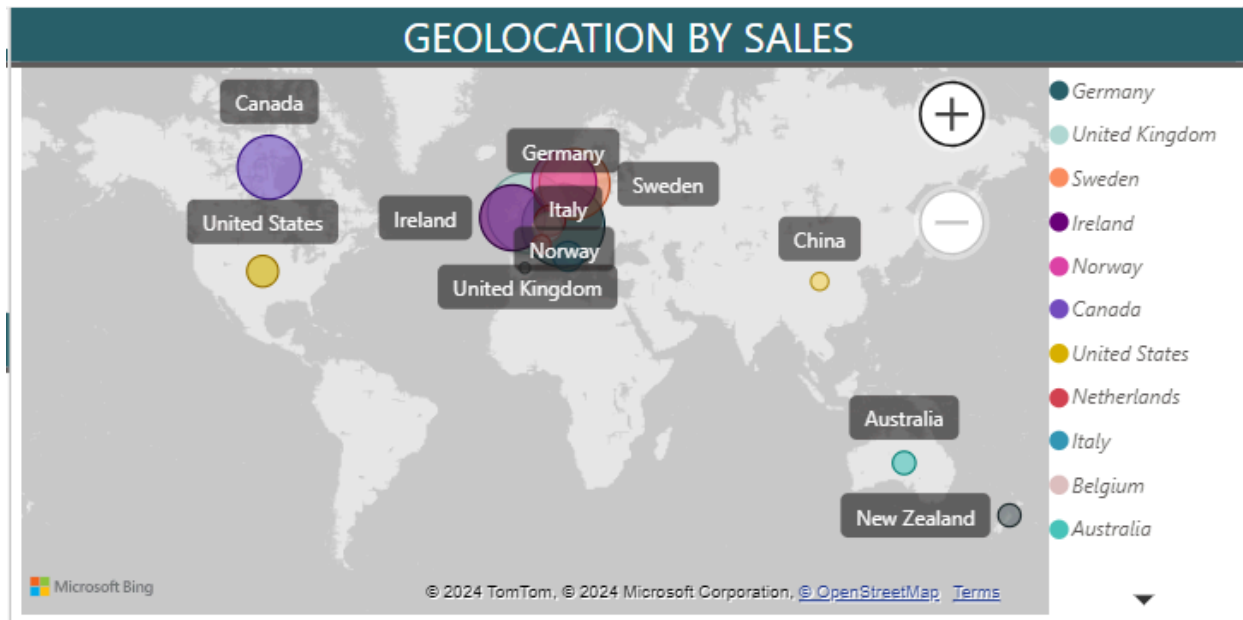 GEOLOCATION BY SALES
Canada
Germany
Sweden
United States
Ireland
Italy
China
Norway
United Kingdom
Australia
New Zealand
Germany
United Kingdom
Sweden
Ireland
Norway
Canada
United States
Netherlands
Italy
Belgium
Australia
Microsoft Bing
© 2024 TomTom, © 2024 Microsoft Corporation, © OpenStreetMap Terms